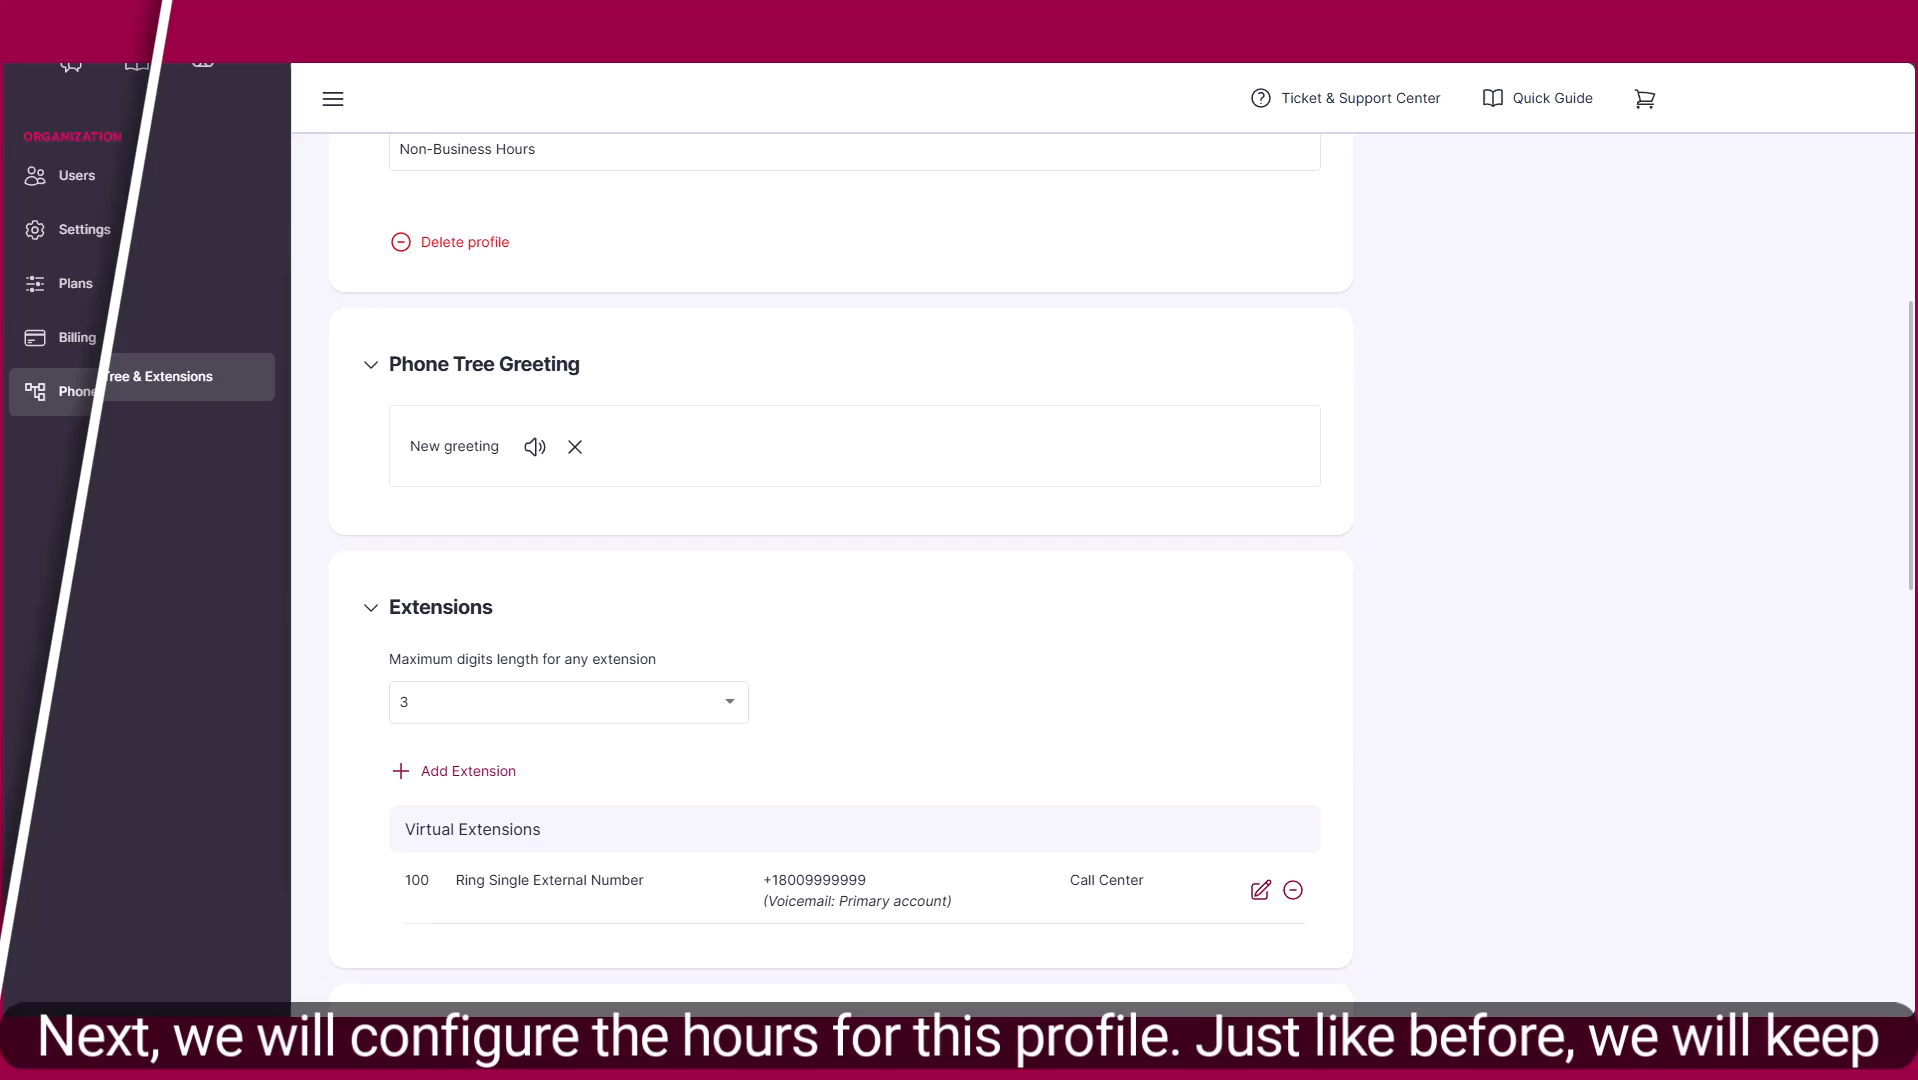 Ticket & Support Center
Quick Guide
ORGANIZATION
Users
Settings
Plans
Billing
Phone
Tree & Extensions
Non-Business Hours
Delete profile
Phone Tree Greeting
New greeting
Extensions
Maximum digits length for any extension
3
Add Extension
Virtual Extensions
100 Ring Single External Number +18009999999 Call Center
(Voicemail: Primary account)
Next, we will configure the hours for this profile. Just like before, we will keep